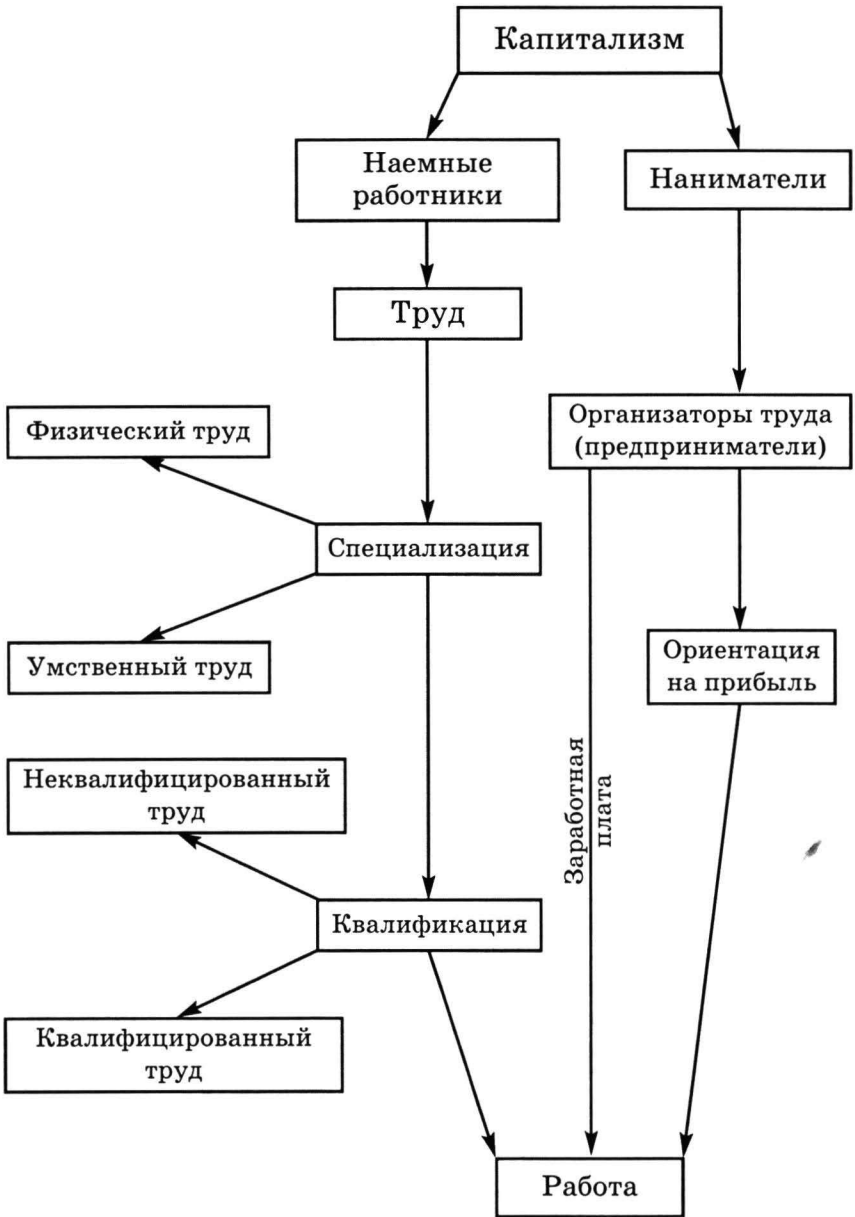 Капитализм
Наемные
работники
Наниматели
Труд
Организаторы труда
(предприниматели)
Физический труд
Специализация
Умственный труд
Ориентация
на прибыль
Неквалифицированный
труд
Заработная
плата
Квалификация
Квалифицированный
труд
Работа